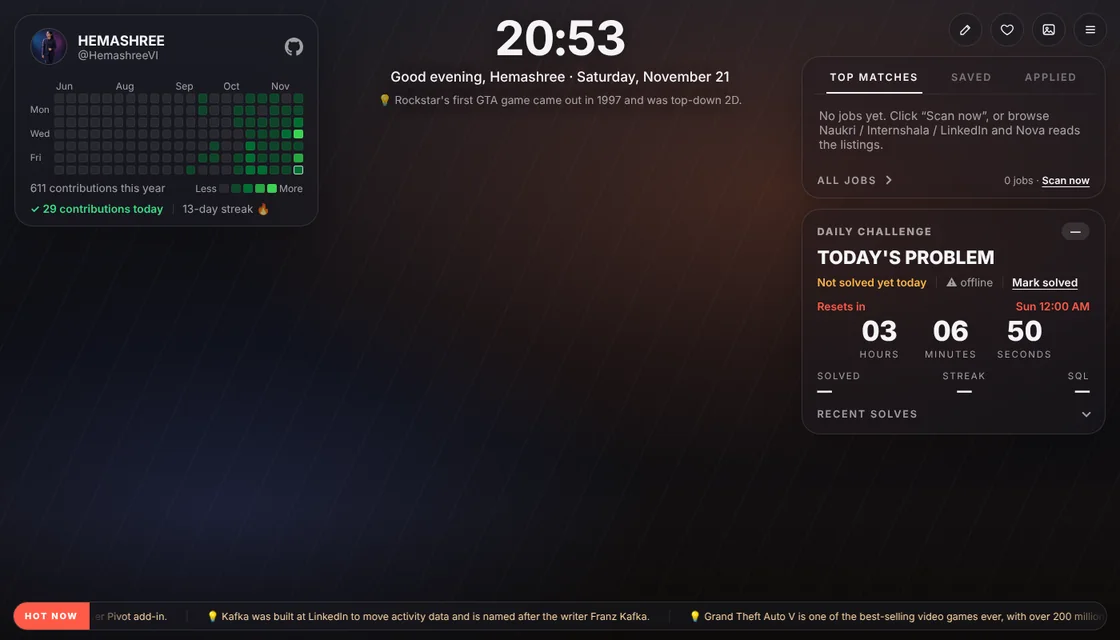 HEMASHREE
@HemashreeVI
Jun Aug Sep Oct Nov
Mon
Wed
Fri
611 contributions this year
Less More
✓ 29 contributions today
13-day streak 🔥
20:53
Good evening, Hemashree · Saturday, November 21
💡 Rockstar's first GTA game came out in 1997 and was top-down 2D.
TOP MATCHES SAVED APPLIED
No jobs yet. Click “Scan now”, or browse
Naukri / Internshala / LinkedIn and Nova reads
the listings.
ALL JOBS
0 jobs · Scan now
DAILY CHALLENGE
TODAY'S PROBLEM
Not solved yet today
⚠ offline
Mark solved
Resets in
Sun 12:00 AM
03 06 50
HOURS MINUTES SECONDS
SOLVED STREAK SQL
— — —
RECENT SOLVES
HOT NOW
er Pivot add-in.
💡 Kafka was built at LinkedIn to move activity data and is named after the writer Franz Kafka.
💡 Grand Theft Auto V is one of the best-selling video games ever, with over 200 millio